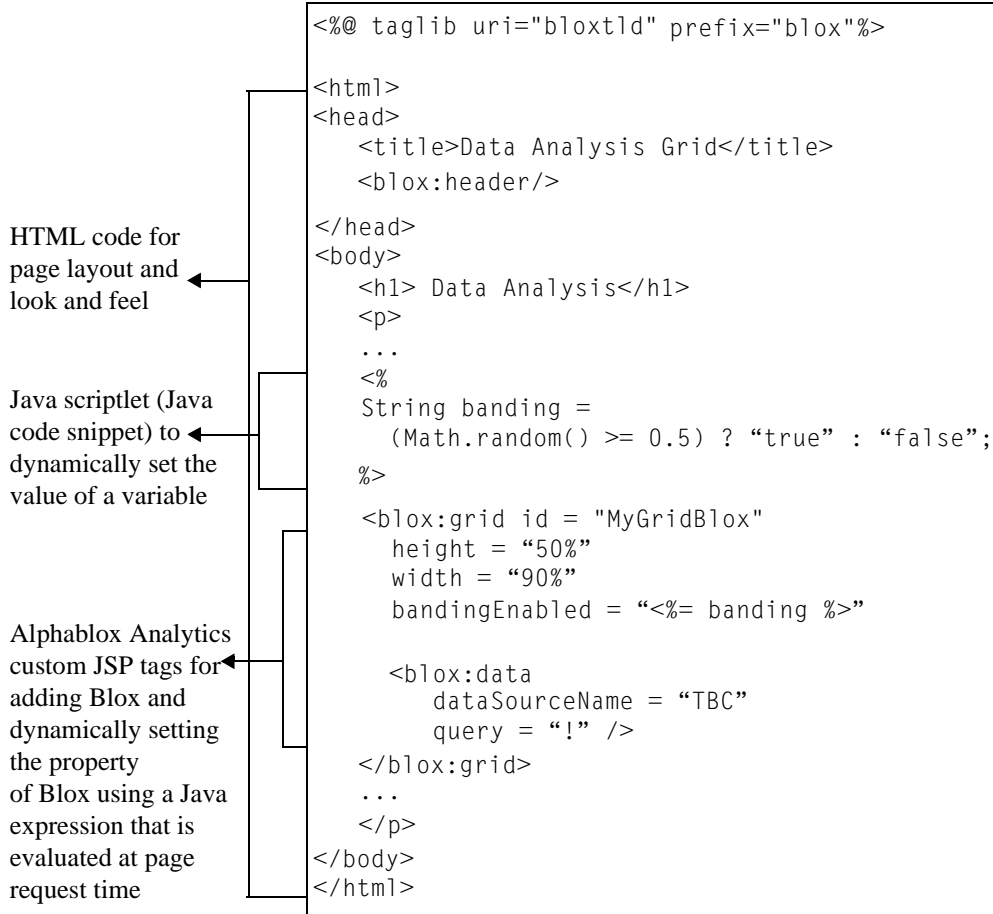 <%@ taglib uri="bloxtld" prefix="blox"%>
<html>
<head>
<title>Data Analysis Grid</title>
<blox:header/>
</head>
<body>
<h1> Data Analysis</h1>
<p>
...
<%
String banding =
(Math.random() >= 0.5) ? “true” : “false”;
%>
<blox:grid id = "MyGridBlox"
height = “50%”
width = “90%”
bandingEnabled = “<%= banding %>”
<blox:data
dataSourceName = “TBC”
query = “!” />
</blox:grid>
...
</p>
</body>
</html>
HTML code for
page layout and
look and feel
Java scriptlet (Java
code snippet) to
dynamically set the
value of a variable
Alphablox Analytics
custom JSP tags for
adding Blox and
dynamically setting
the property
of Blox using a Java
expression that is
evaluated at page
request time